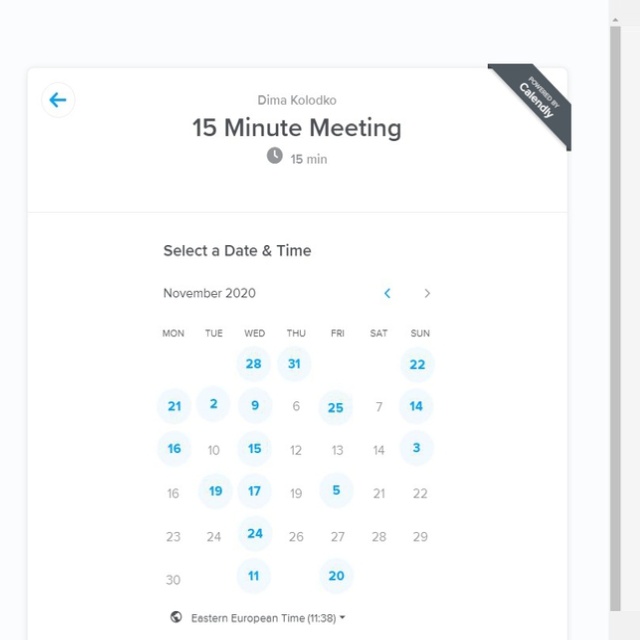 Dima Kolodko
POWERED BY
Calendly
15 Minute Meeting
15 min
Select a Date & Time
November 2020
MON TUE WED THU FRI SAT SUN
28 31 22
21 2 9 6 25 7 14
16 10 15 12 13 14 3
16 19 17 19 5 21 22
23 24 24 26 27 28 29
30 11 20
Eastern European Time (11:38)